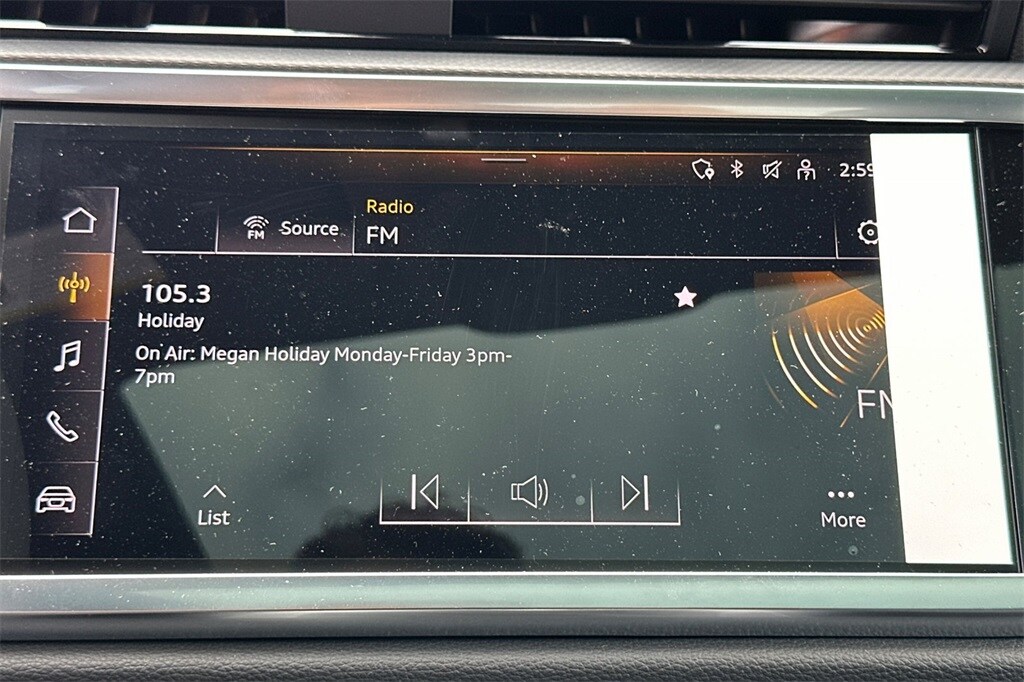 2:59
FM
Source
Radio
FM
105.3
Holiday
On Air: Megan Holiday Monday-Friday 3pm-
7pm
List
More